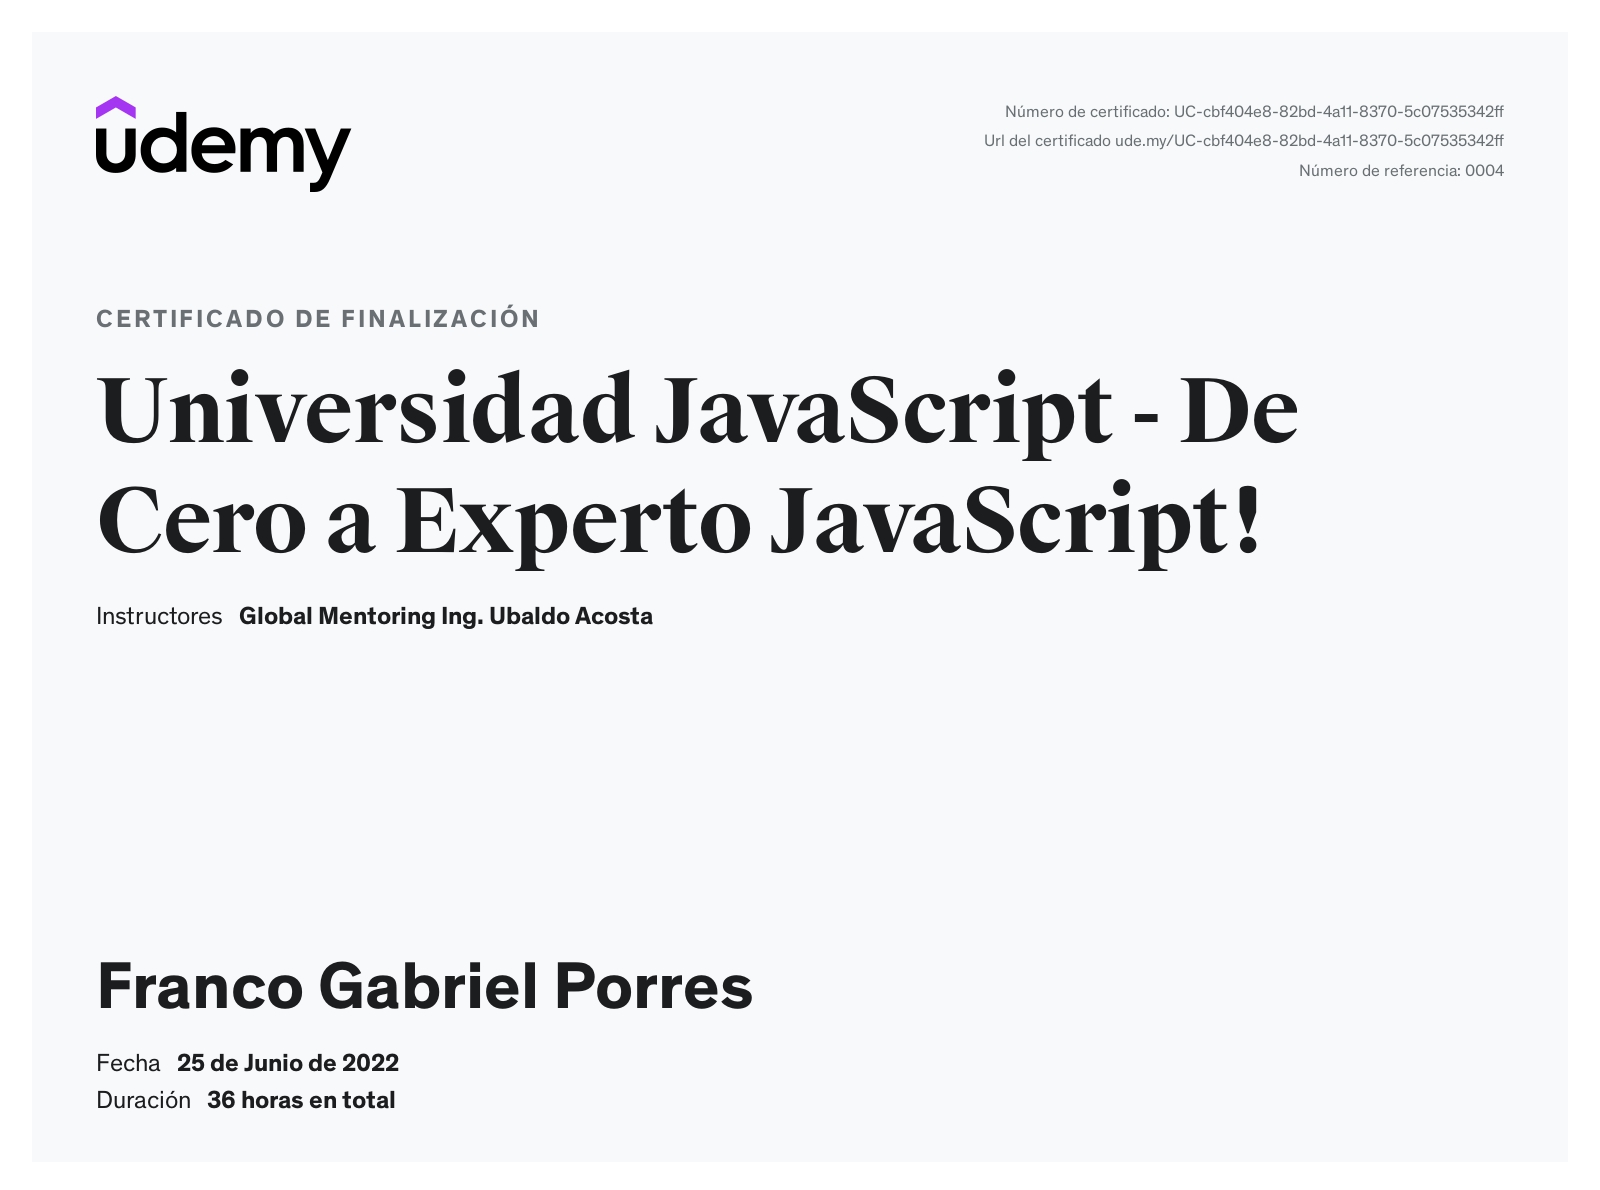 udemy
Número de certificado: UC-cbf404e8-82bd-4a11-8370-5c07535342ff
Url del certificado ude.my/UC-cbf404e8-82bd-4a11-8370-5c07535342ff
Número de referencia: 0004
CERTIFICADO DE FINALIZACIÓN
Universidad JavaScript - De
Cero a Experto JavaScript!
Instructores Global Mentoring Ing. Ubaldo Acosta
Franco Gabriel Porres
Fecha 25 de Junio de 2022
Duración 36 horas en total